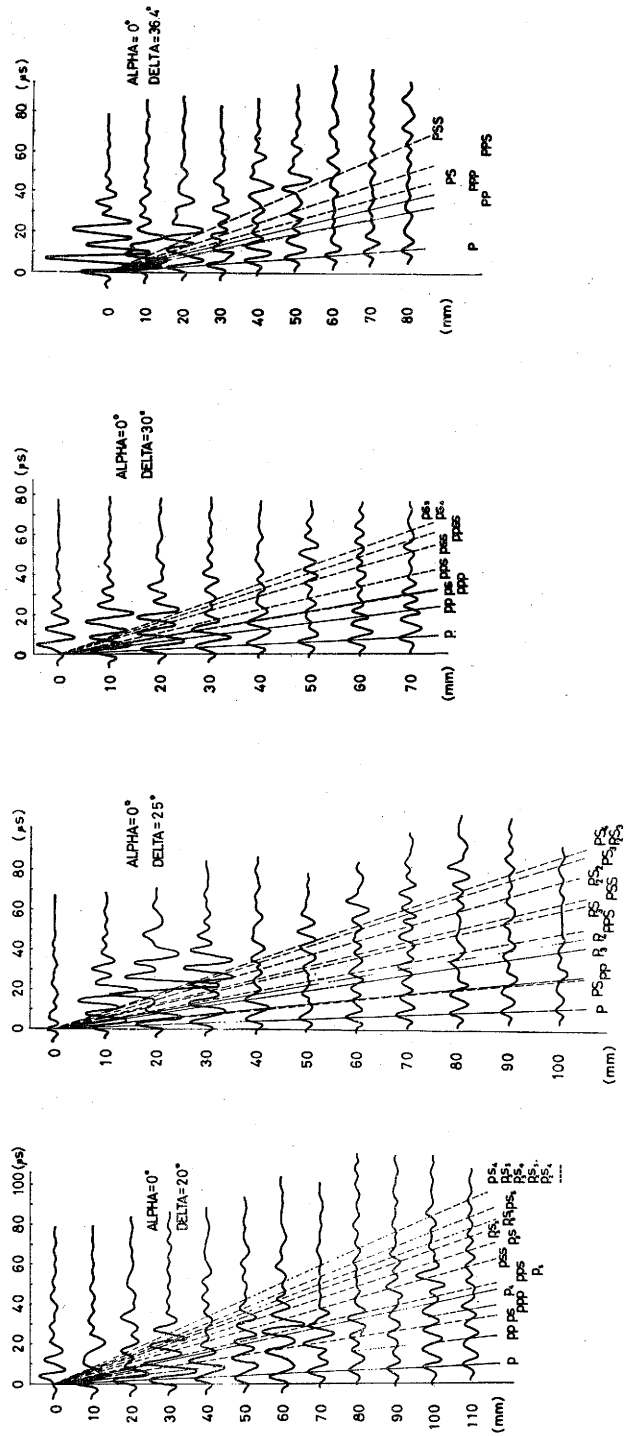 0 20 40 60 80 100 (μs)
ALPHA=0°
DELTA=20°
0
10
20
30
40
50
60
70
80
90
100
110
(mm)
P
PP PS
PPP
PPS
PSS
0 20 40 60 80 (μs)
ALPHA=0°
DELTA=25°
0
10
20
30
40
50
60
70
80
90
100
(mm)
P PS PP
PPS
PSS
0 20 40 60 80 (μs)
ALPHA=0°
DELTA=30°
0
10
20
30
40
50
60
70
(mm)
P
PP PS PPS PSS
PPP PPSS
0 20 40 60 80 (μs)
ALPHA=0°
DELTA=36.4°
0
10
20
30
40
50
60
70
80
(mm)
P
PP
PPP
PS
PPS
PSS